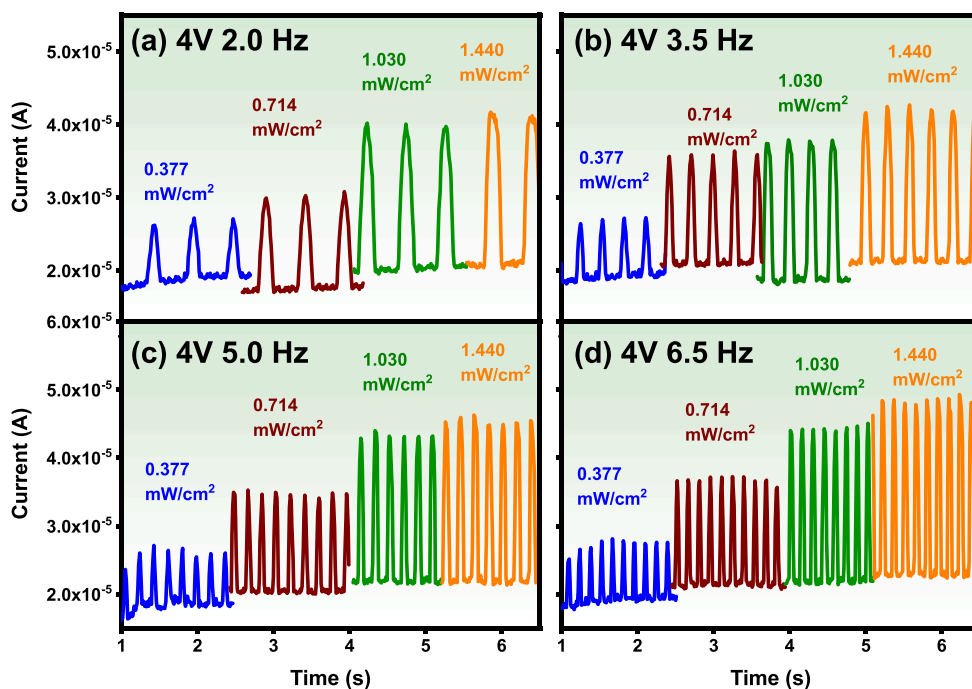 (a) 4V 2.0 Hz
0.377
mW/cm²
0.714
mW/cm²
1.030
mW/cm²
1.440
mW/cm²
5.0x10⁻⁵
4.0x10⁻⁵
3.0x10⁻⁵
2.0x10⁻⁵
Current (A)
(b) 4V 3.5 Hz
0.377
mW/cm²
0.714
mW/cm²
1.030
mW/cm²
1.440
mW/cm²
(c) 4V 5.0 Hz
0.377
mW/cm²
0.714
mW/cm²
1.030
mW/cm²
1.440
mW/cm²
6.0x10⁻⁵
5.0x10⁻⁵
4.0x10⁻⁵
3.0x10⁻⁵
2.0x10⁻⁵
Current (A)
1 2 3 4 5 6
Time (s)
(d) 4V 6.5 Hz
0.377
mW/cm²
0.714
mW/cm²
1.030
mW/cm²
1.440
mW/cm²
1 2 3 4 5 6
Time (s)